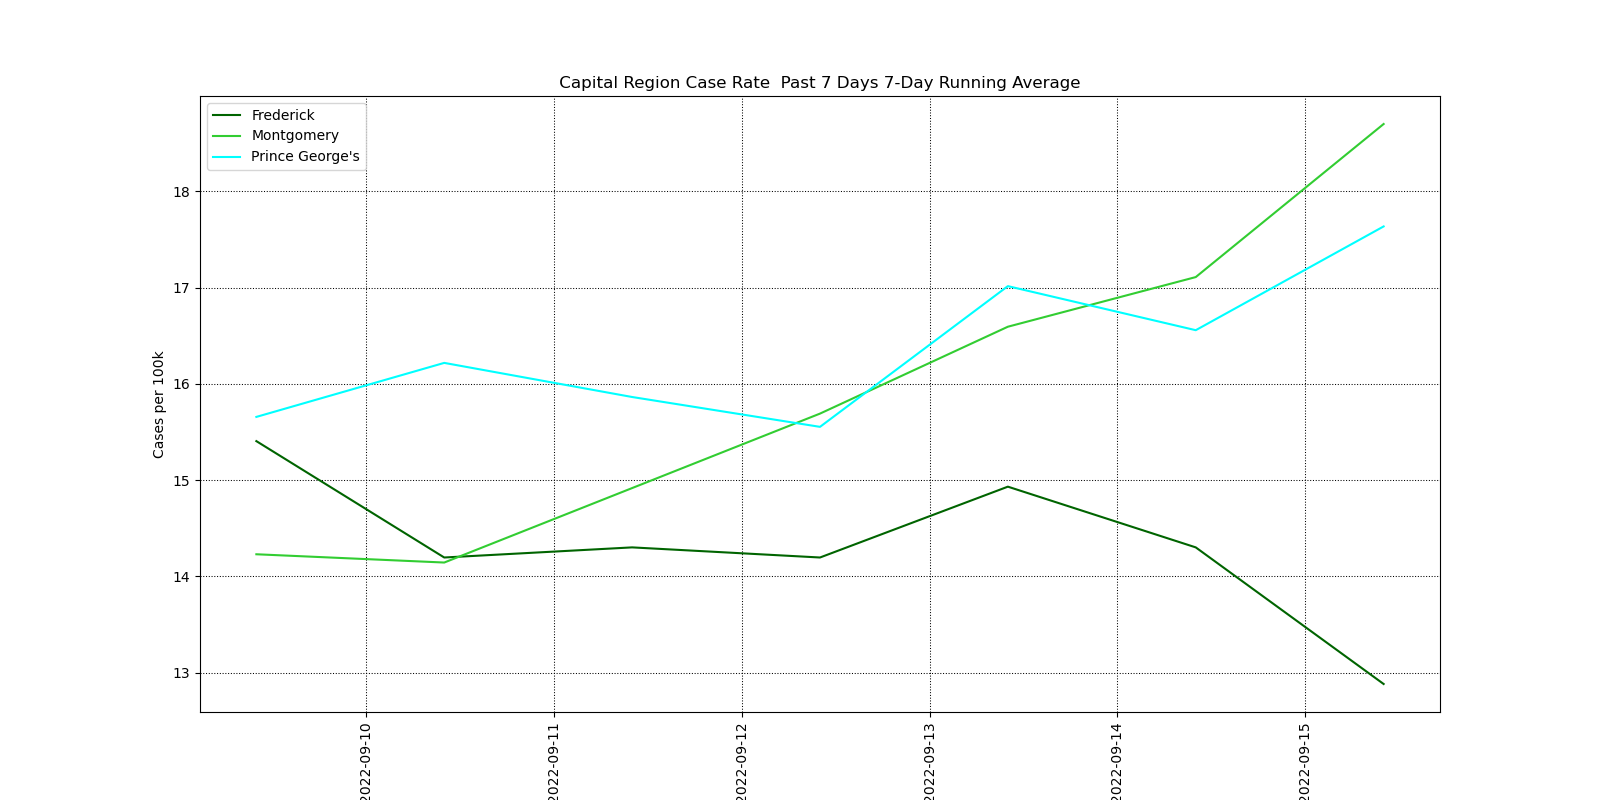 Capital Region Case Rate  Past 7 Days 7-Day Running Average
Frederick
Montgomery
Prince George's
18
17
16
15
14
13
Cases per 100k
2022-09-10
2022-09-11
2022-09-12
2022-09-13
2022-09-14
2022-09-15